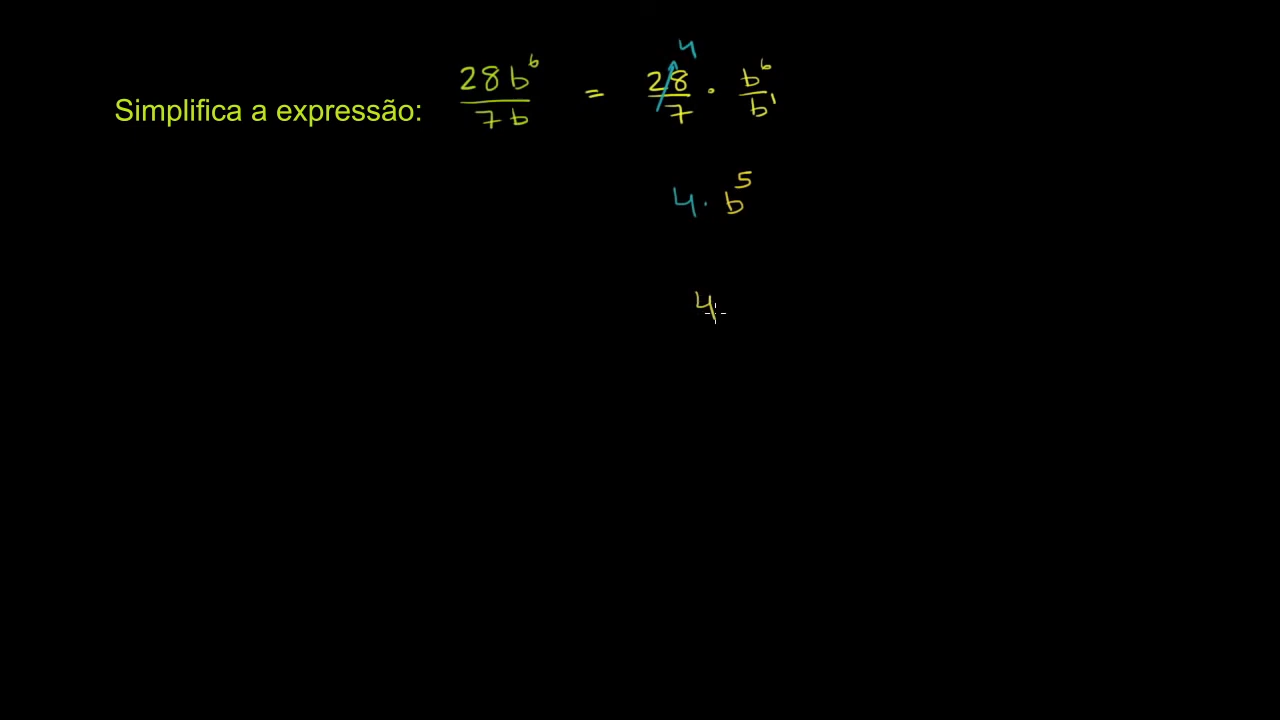 Simplifica a expressão: 28b⁶/7b = 28/7 · b⁶/b¹
4
4 · b⁵
4